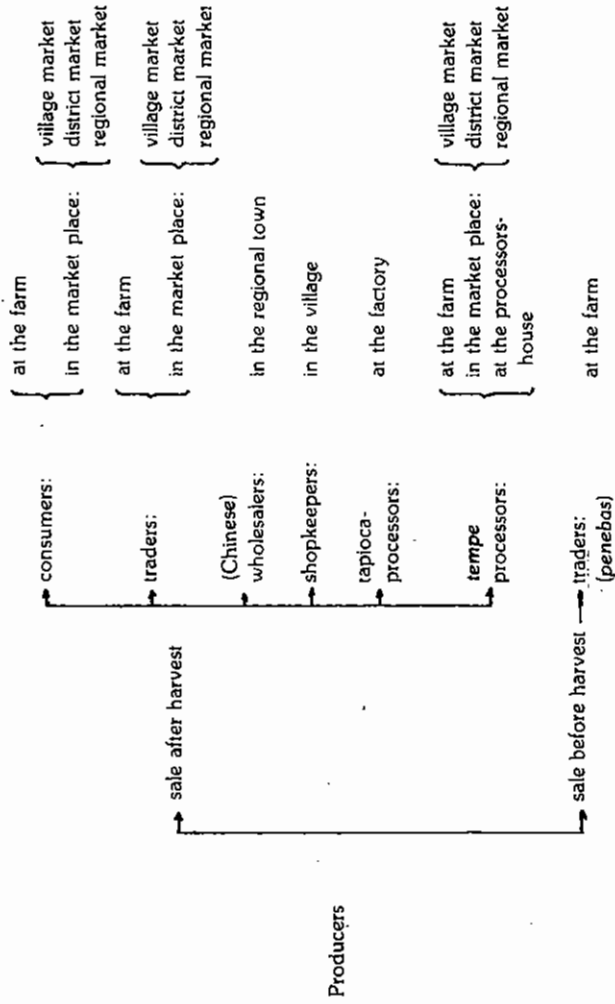 Producers
sale after harvest
consumers:
at the farm
in the market place:
village market
district market
regional market
traders:
at the farm
in the market place:
village market
district market
regional market
(Chinese)
wholesalers:
in the regional town
shopkeepers:
in the village
tapioca-
processors:
at the factory
tempe
processors:
at the farm
in the market place:
at the processors-
house
village market
district market
regional market
sale before harvest
traders:
(penebas)
at the farm